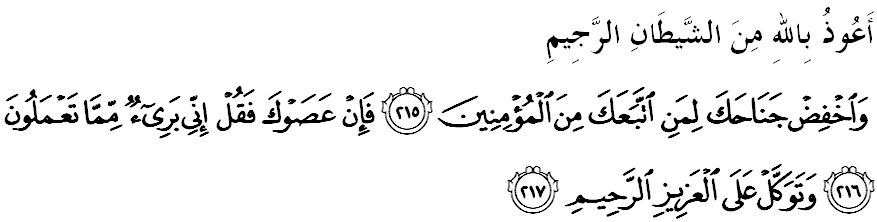 أَعُوذُ بِاللهِ مِنَ الشَّيطَانِ الرَّجِيمِ
وَٱخۡفِضۡ جَنَاحَكَ لِمَنِ ٱتَّبَعَكَ مِنَ ٱلۡمُؤۡمِنِينَ ٢١٥ فَإِنۡ عَصَوۡكَ فَقُلۡ إِنِّي بَرِيٓءٞ مِّمَّا تَعۡمَلُونَ
٢١٦ وَتَوَكَّلۡ عَلَى ٱلۡعَزِيزِ ٱلرَّحِيمِ ٢١٧